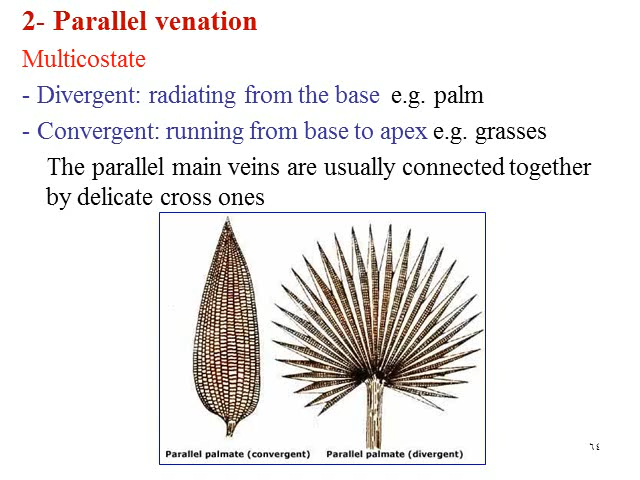 2- Parallel venation
Multicostate
- Divergent: radiating from the base e.g. palm
- Convergent: running from base to apex e.g. grasses
The parallel main veins are usually connected together
by delicate cross ones
Parallel palmate (convergent) Parallel palmate (divergent)
٦٤